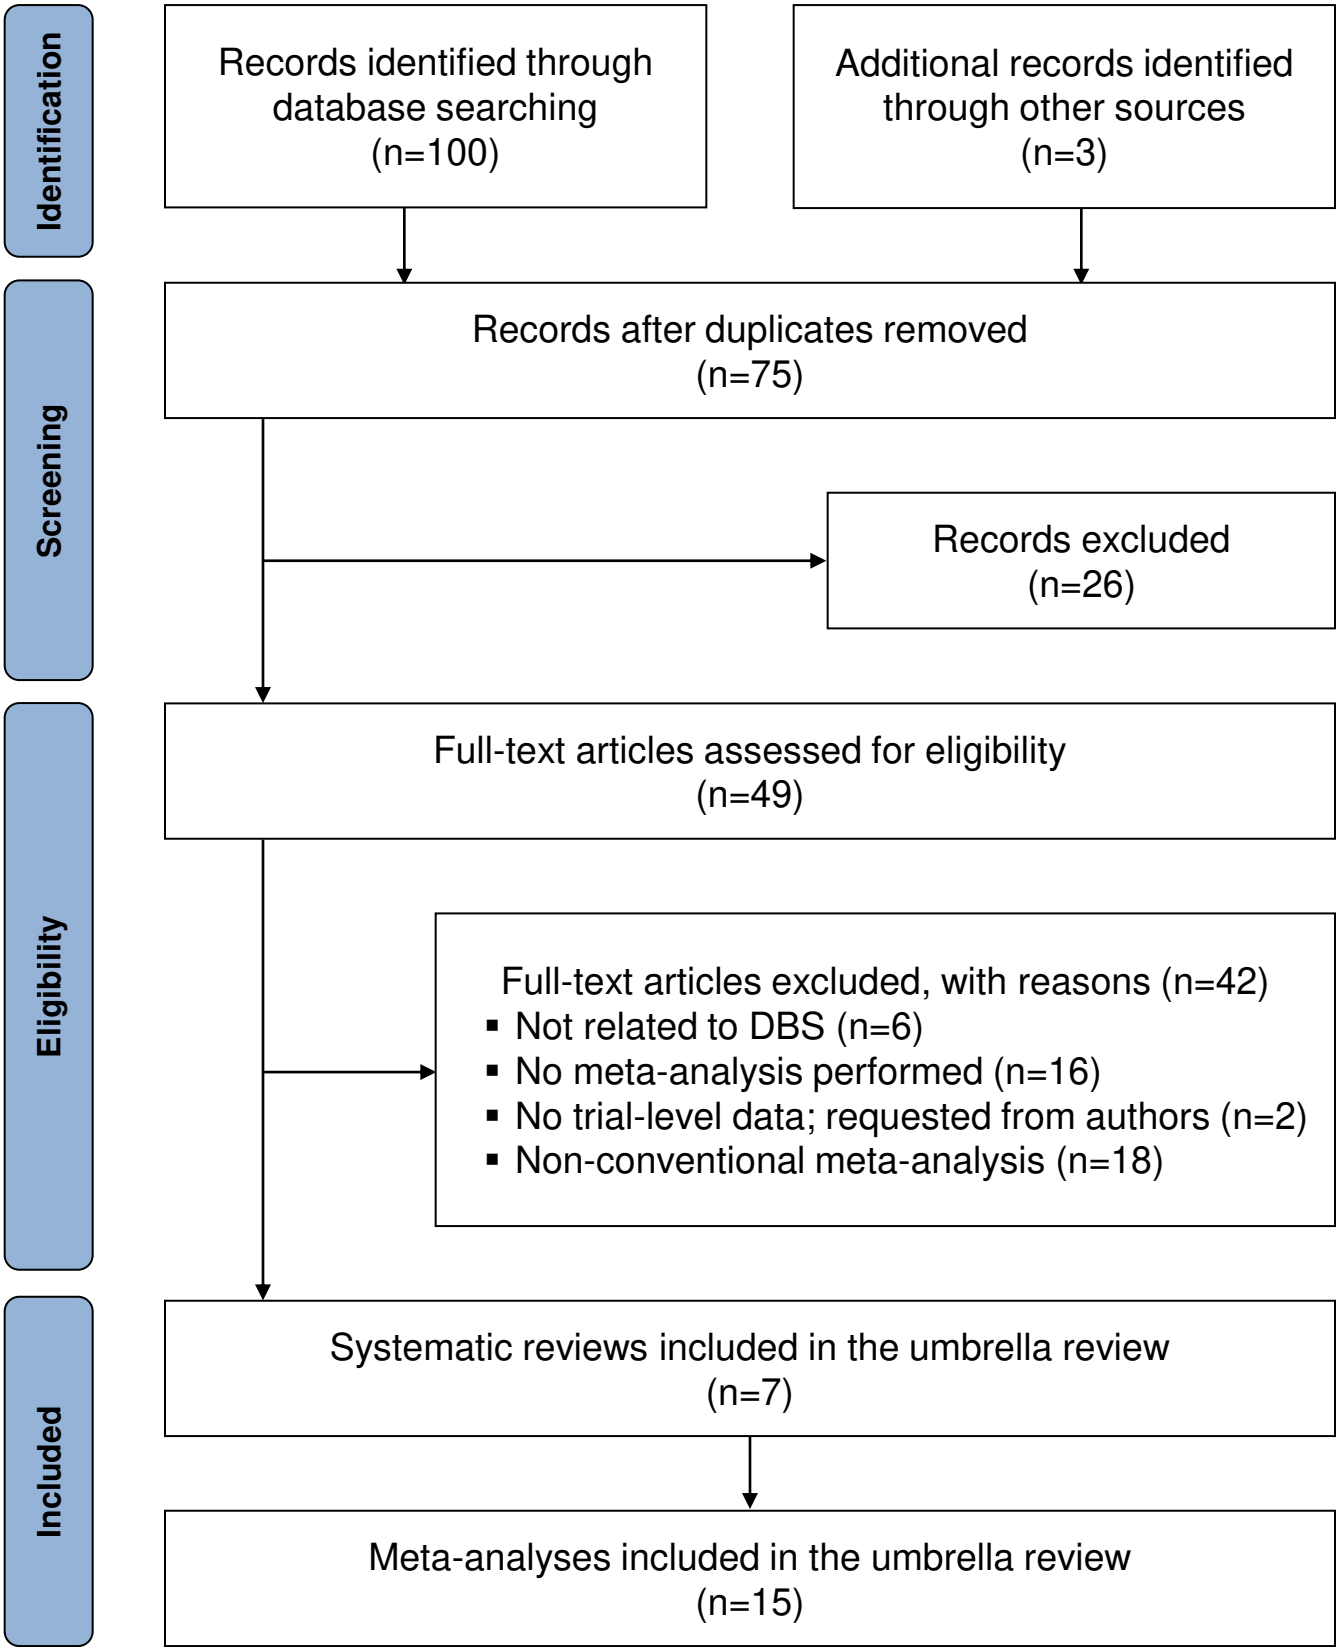 Identification
Records identified through
database searching
(n=100)
Additional records identified
through other sources
(n=3)
Screening
Records after duplicates removed
(n=75)
Records excluded
(n=26)
Eligibility
Full-text articles assessed for eligibility
(n=49)
Full-text articles excluded, with reasons (n=42)
▪ Not related to DBS (n=6)
▪ No meta-analysis performed (n=16)
▪ No trial-level data; requested from authors (n=2)
▪ Non-conventional meta-analysis (n=18)
Included
Systematic reviews included in the umbrella review
(n=7)
Meta-analyses included in the umbrella review
(n=15)